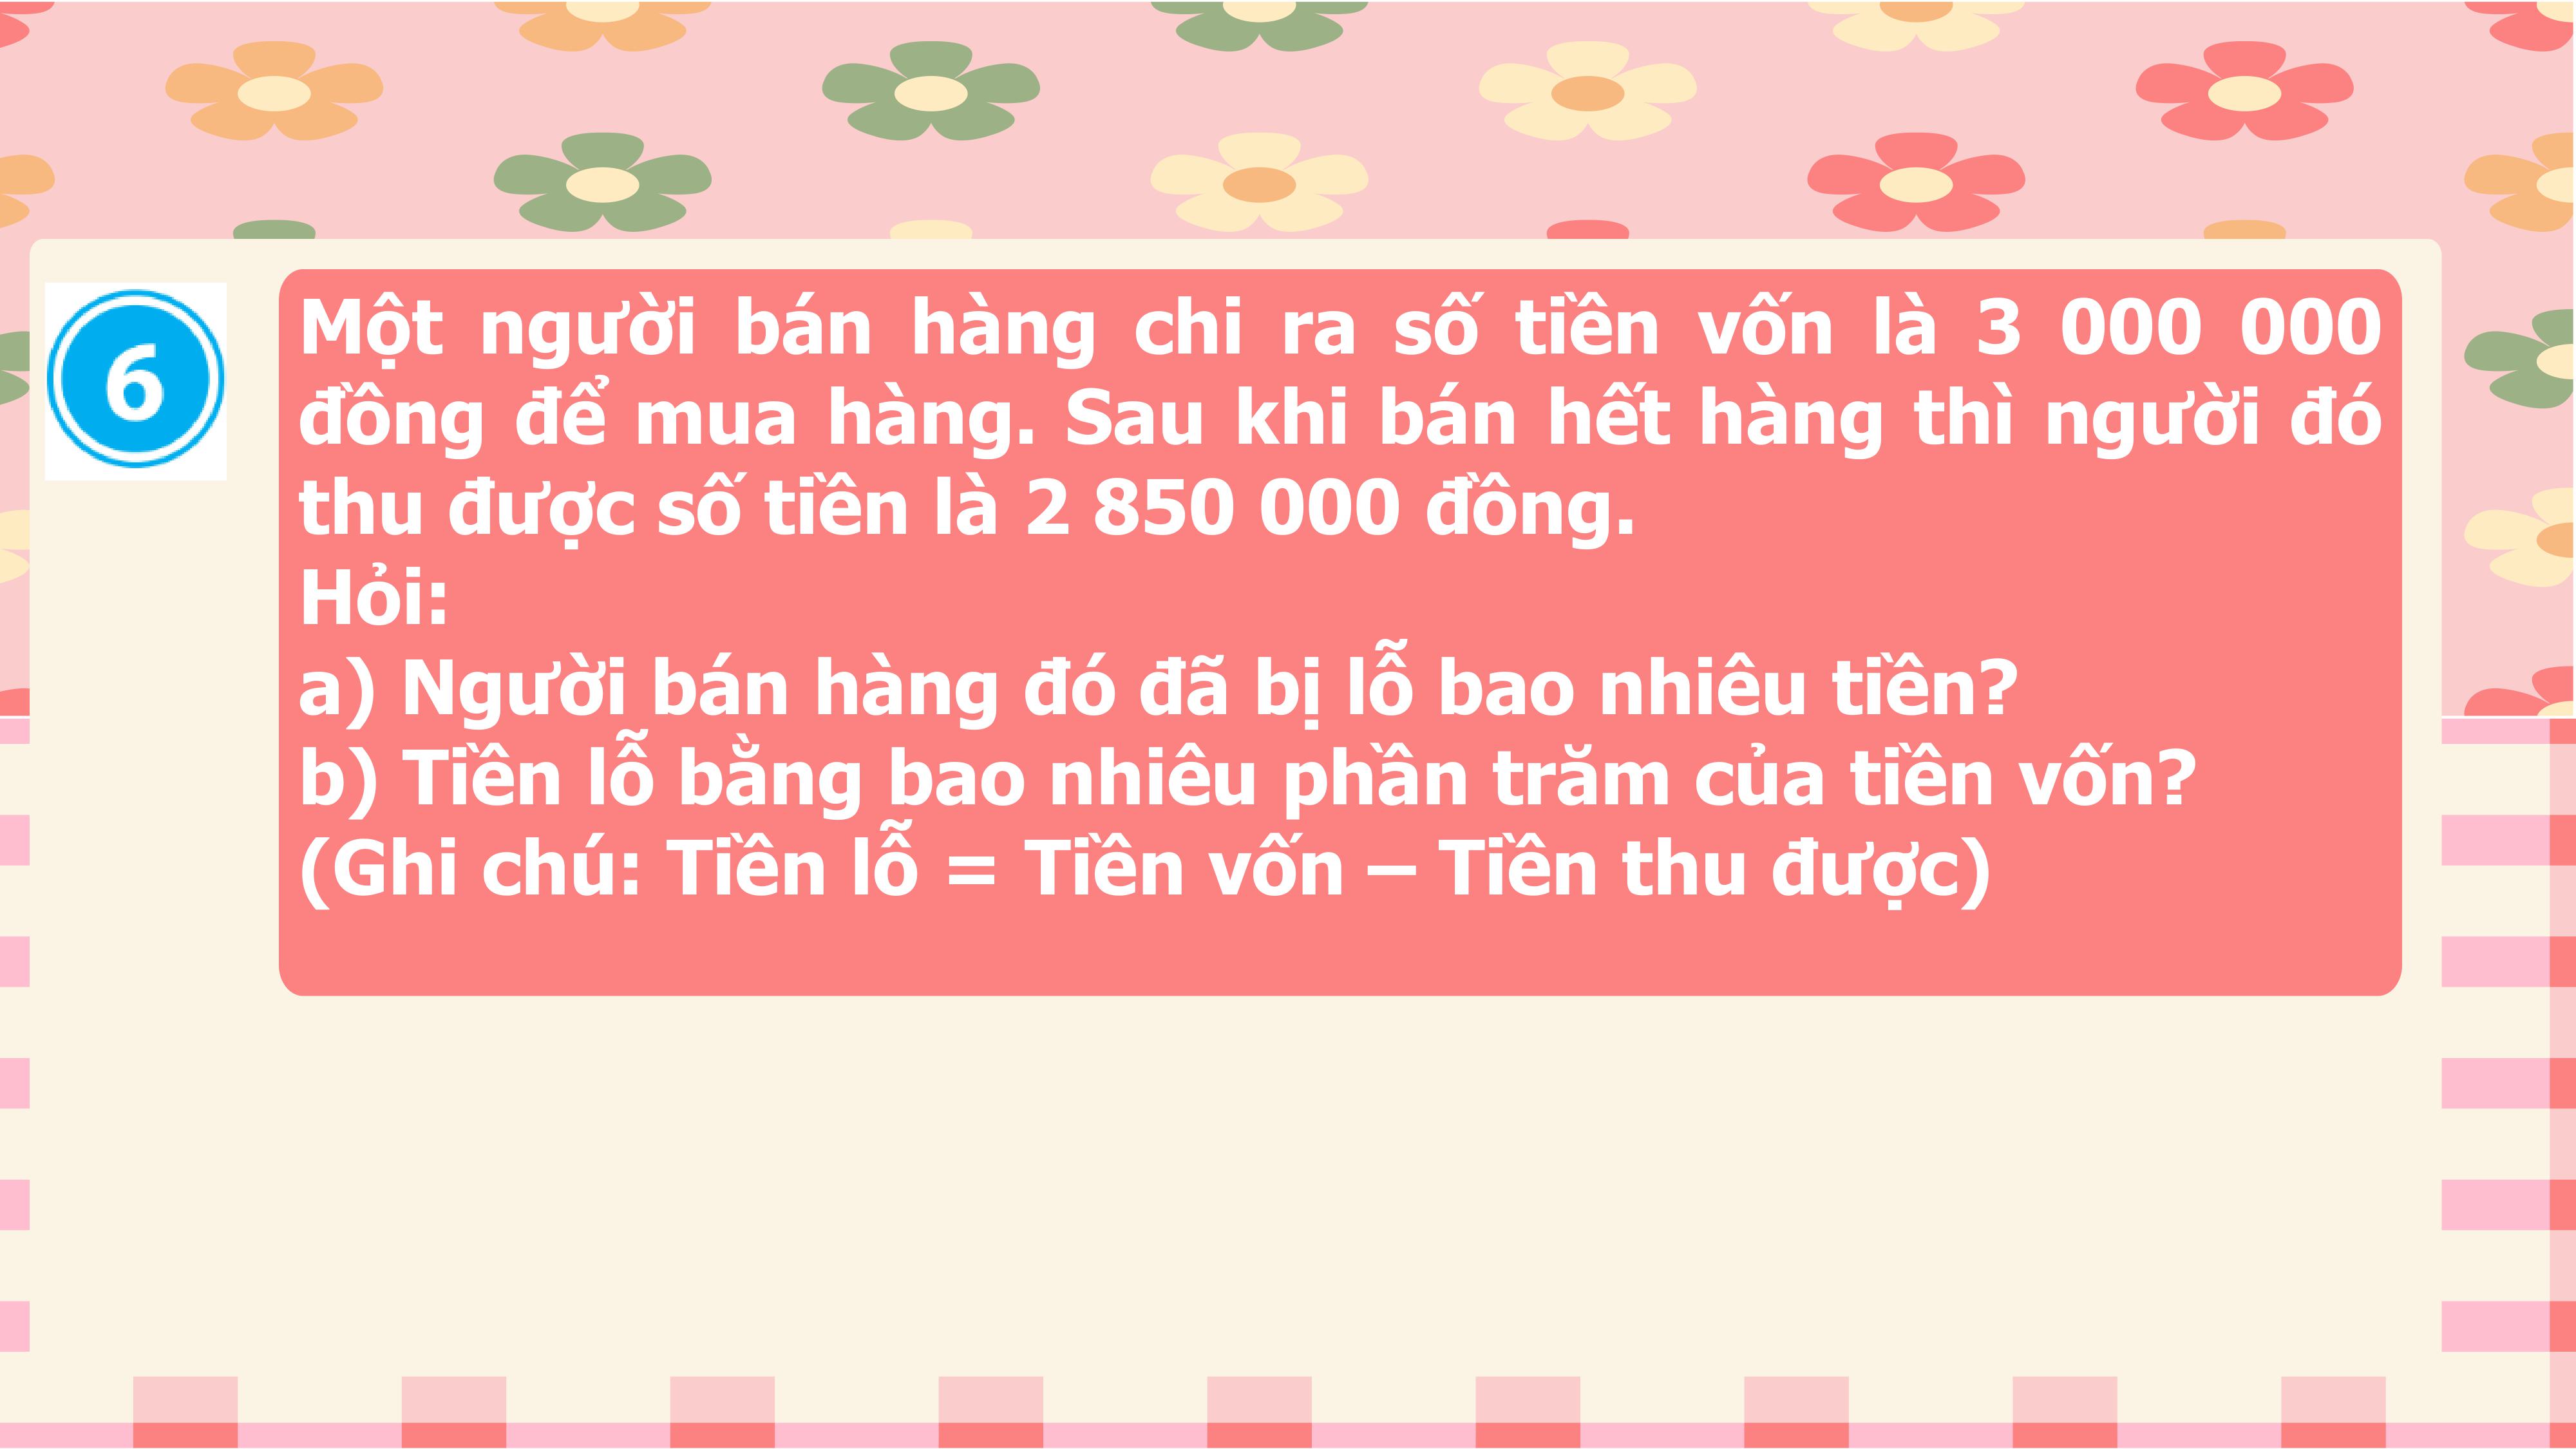 6
Một người bán hàng chi ra số tiền vốn là 3 000 000
đồng để mua hàng. Sau khi bán hết hàng thì người đó
thu được số tiền là 2 850 000 đồng.
Hỏi:
a) Người bán hàng đó đã bị lỗ bao nhiêu tiền?
b) Tiền lỗ bằng bao nhiêu phần trăm của tiền vốn?
(Ghi chú: Tiền lỗ = Tiền vốn – Tiền thu được)